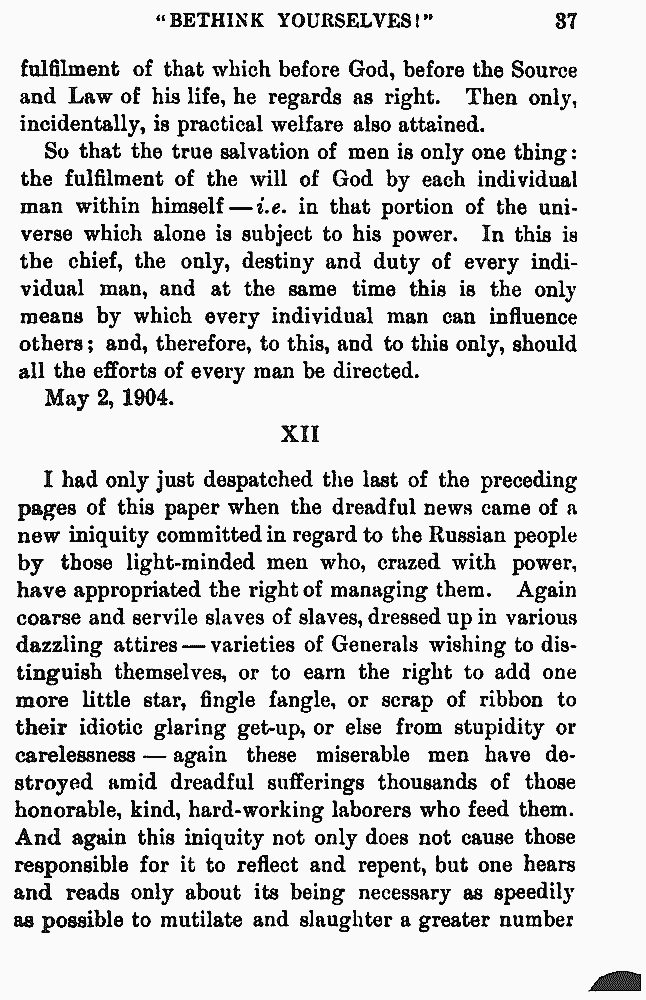 "BETHINK YOURSELVES!" 37
fulfilment of that which before God, before the Source
and Law of his life, he regards as right. Then only,
incidentally, is practical welfare also attained.
So that the true salvation of men is only one thing:
the fulfilment of the will of God by each individual
man within himself—i.e. in that portion of the uni-
verse which alone is subject to his power. In this is
the chief, the only, destiny and duty of every indi-
vidual man, and at the same time this is the only
means by which every individual man can influence
others; and, therefore, to this, and to this only, should
all the efforts of every man be directed.
May 2, 1904.
XII
I had only just despatched the last of the preceding
pages of this paper when the dreadful news came of a
new iniquity committed in regard to the Russian people
by those light-minded men who, crazed with power,
have appropriated the right of managing them. Again
coarse and servile slaves of slaves, dressed up in various
dazzling attires—varieties of Generals wishing to dis-
tinguish themselves, or to earn the right to add one
more little star, fingle fangle, or scrap of ribbon to
their idiotic glaring get-up, or else from stupidity or
carelessness — again these miserable men have de-
stroyed amid dreadful sufferings thousands of those
honorable, kind, hard-working laborers who feed them.
And again this iniquity not only does not cause those
responsible for it to reflect and repent, but one hears
and reads only about its being necessary as speedily
as possible to mutilate and slaughter a greater number